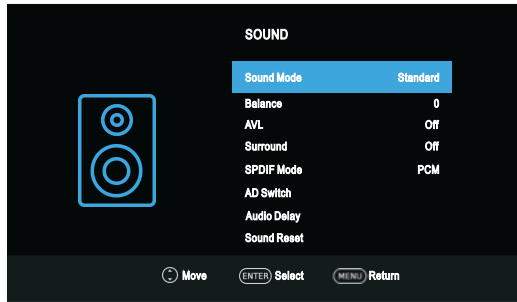 SOUND
Sound Mode Standard
Balance 0
AVL Off
Surround Off
SPDIF Mode PCM
AD Switch
Audio Delay
Sound Reset
Move ENTER Select MENU Return